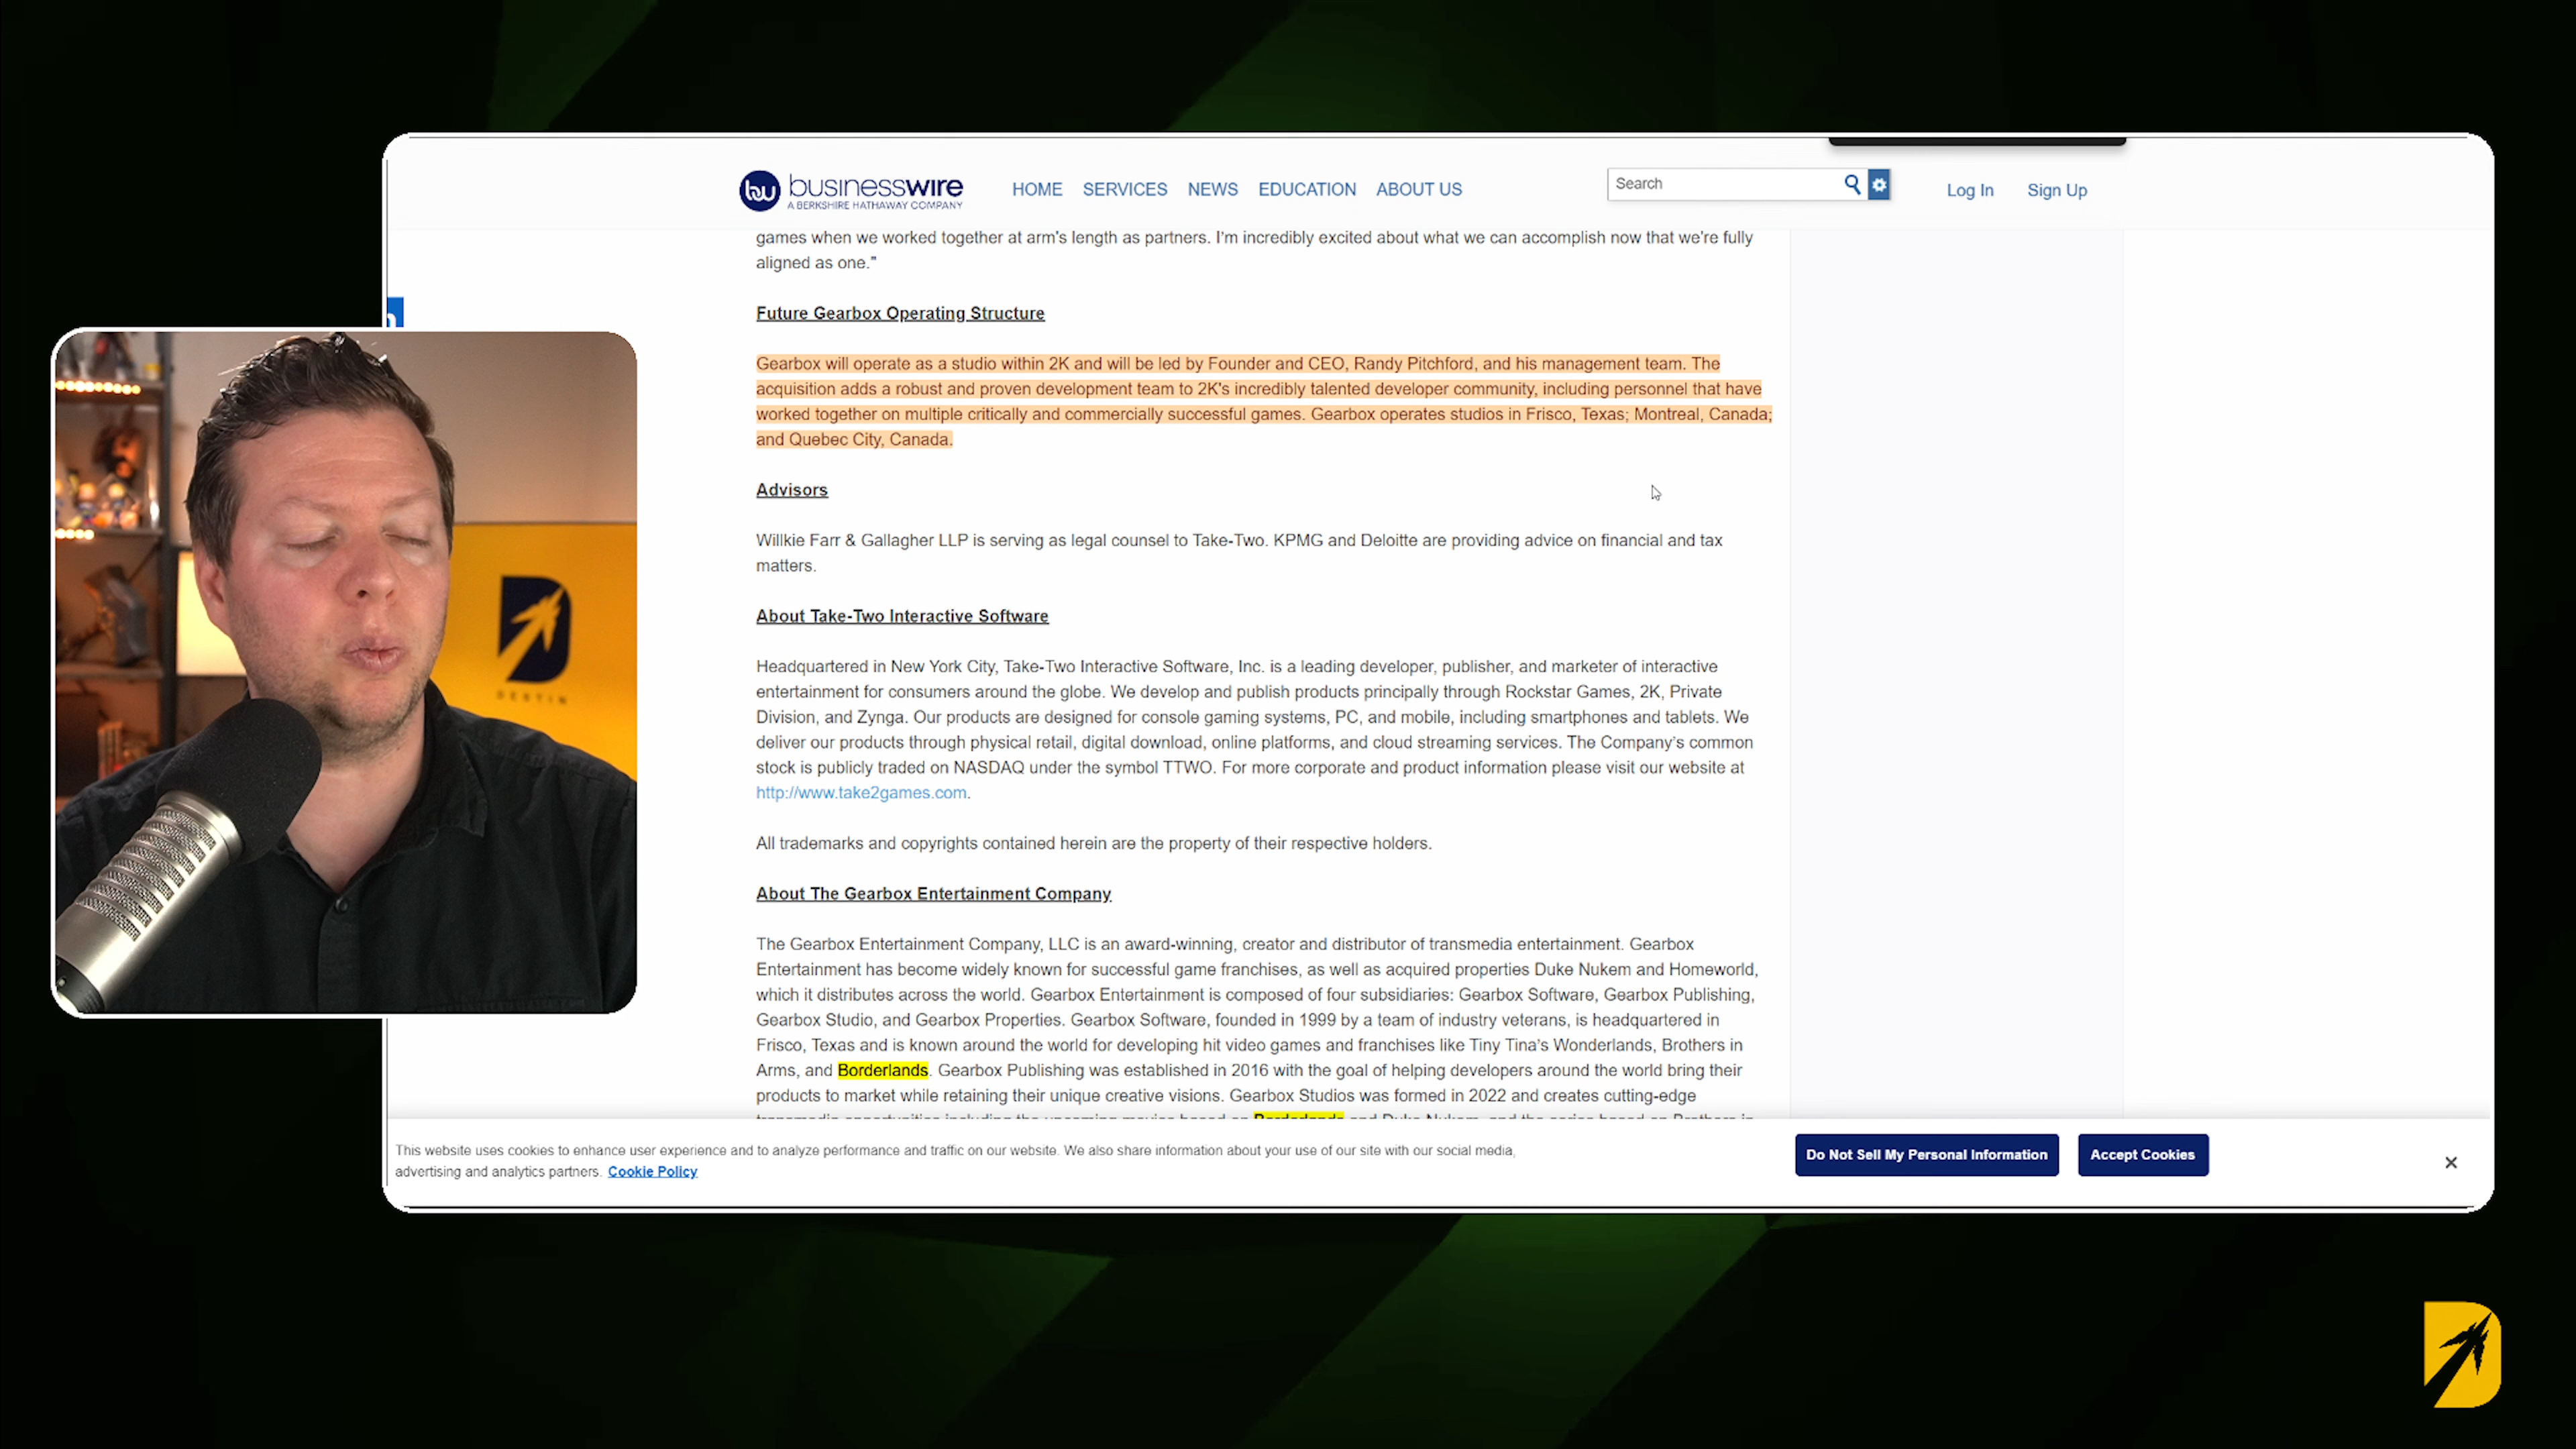 businesswire
A BERKSHIRE HATHAWAY COMPANY
HOME SERVICES NEWS EDUCATION ABOUT US
Search
Log In Sign Up
games when we worked together at arm's length as partners. I'm incredibly excited about what we can accomplish now that we're fully
aligned as one."
Future Gearbox Operating Structure
Gearbox will operate as a studio within 2K and will be led by Founder and CEO, Randy Pitchford, and his management team. The
acquisition adds a robust and proven development team to 2K's incredibly talented developer community, including personnel that have
worked together on multiple critically and commercially successful games. Gearbox operates studios in Frisco, Texas; Montreal, Canada;
and Quebec City, Canada.
Advisors
Willkie Farr & Gallagher LLP is serving as legal counsel to Take-Two. KPMG and Deloitte are providing advice on financial and tax
matters.
About Take-Two Interactive Software
Headquartered in New York City, Take-Two Interactive Software, Inc. is a leading developer, publisher, and marketer of interactive
entertainment for consumers around the globe. We develop and publish products principally through Rockstar Games, 2K, Private
Division, and Zynga. Our products are designed for console gaming systems, PC, and mobile, including smartphones and tablets. We
deliver our products through physical retail, digital download, online platforms, and cloud streaming services. The Company's common
stock is publicly traded on NASDAQ under the symbol TTWO. For more corporate and product information please visit our website at
http://www.take2games.com.
All trademarks and copyrights contained herein are the property of their respective holders.
About The Gearbox Entertainment Company
The Gearbox Entertainment Company, LLC is an award-winning, creator and distributor of transmedia entertainment. Gearbox
Entertainment has become widely known for successful game franchises, as well as acquired properties Duke Nukem and Homeworld,
which it distributes across the world. Gearbox Entertainment is composed of four subsidiaries: Gearbox Software, Gearbox Publishing,
Gearbox Studio, and Gearbox Properties. Gearbox Software, founded in 1999 by a team of industry veterans, is headquartered in
Frisco, Texas and is known around the world for developing hit video games and franchises like Tiny Tina's Wonderlands, Brothers in
Arms, and Borderlands. Gearbox Publishing was established in 2016 with the goal of helping developers around the world bring their
products to market while retaining their unique creative visions. Gearbox Studios was formed in 2022 and creates cutting-edge
This website uses cookies to enhance user experience and to analyze performance and traffic on our website. We also share information about your use of our site with our social media,
advertising and analytics partners. Cookie Policy
Do Not Sell My Personal Information
Accept Cookies
DESTIN